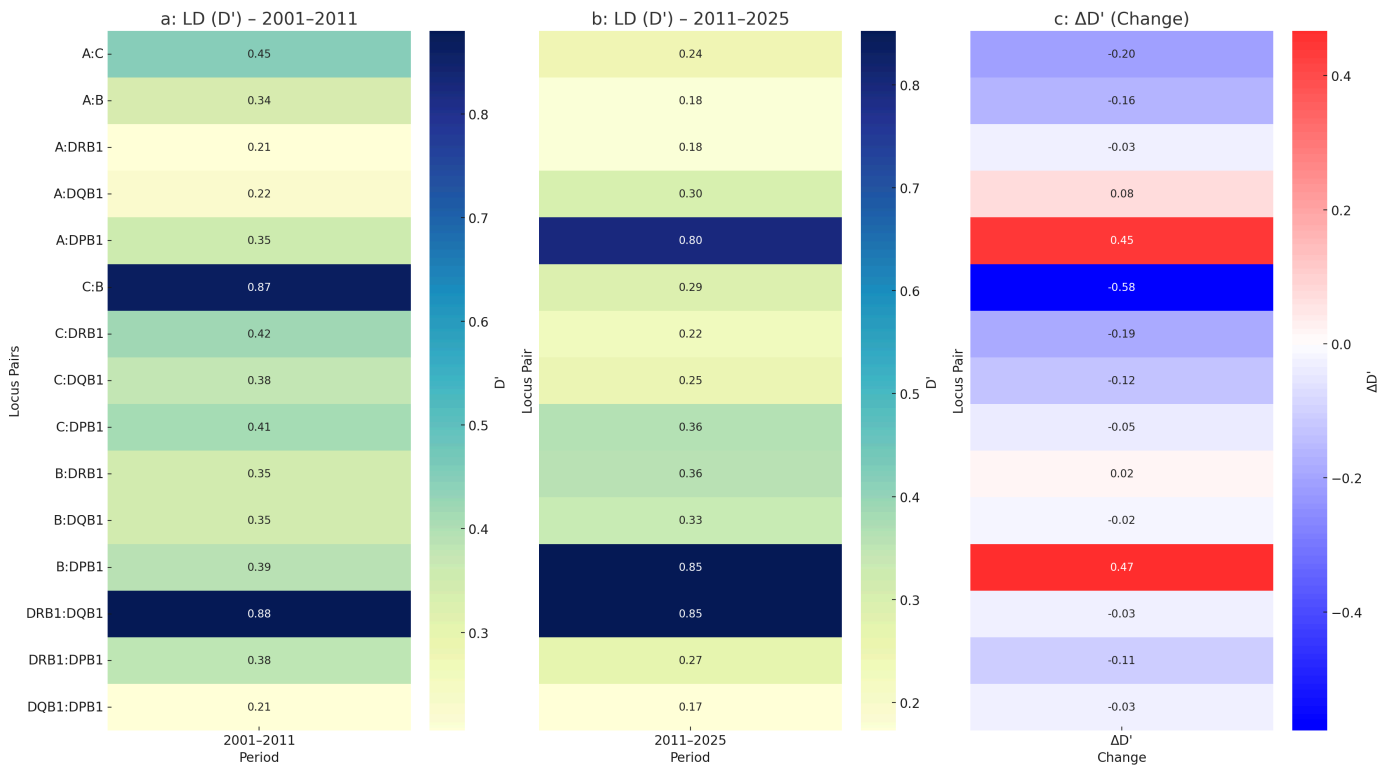 a: LD (D') – 2001–2011
b: LD (D') – 2011–2025
c: ΔD' (Change)
Locus Pairs
A:C
A:B
A:DRB1
A:DQB1
A:DPB1
C:B
C:DRB1
C:DQB1
C:DPB1
B:DRB1
B:DQB1
B:DPB1
DRB1:DQB1
DRB1:DPB1
DQB1:DPB1
0.45
0.34
0.21
0.22
0.35
0.87
0.42
0.38
0.41
0.35
0.35
0.39
0.88
0.38
0.21
2001–2011
Period
0.8
0.7
0.6
0.5
0.4
0.3
D'
Locus Pair
0.24
0.18
0.18
0.30
0.80
0.29
0.22
0.25
0.36
0.36
0.33
0.85
0.85
0.27
0.17
2011–2025
Period
0.8
0.7
0.6
0.5
0.4
0.3
0.2
D'
Locus Pair
-0.20
-0.16
-0.03
0.08
0.45
-0.58
-0.19
-0.12
-0.05
0.02
-0.02
0.47
-0.03
-0.11
-0.03
ΔD'
Change
0.4
0.2
0.0
−0.2
−0.4
ΔD'